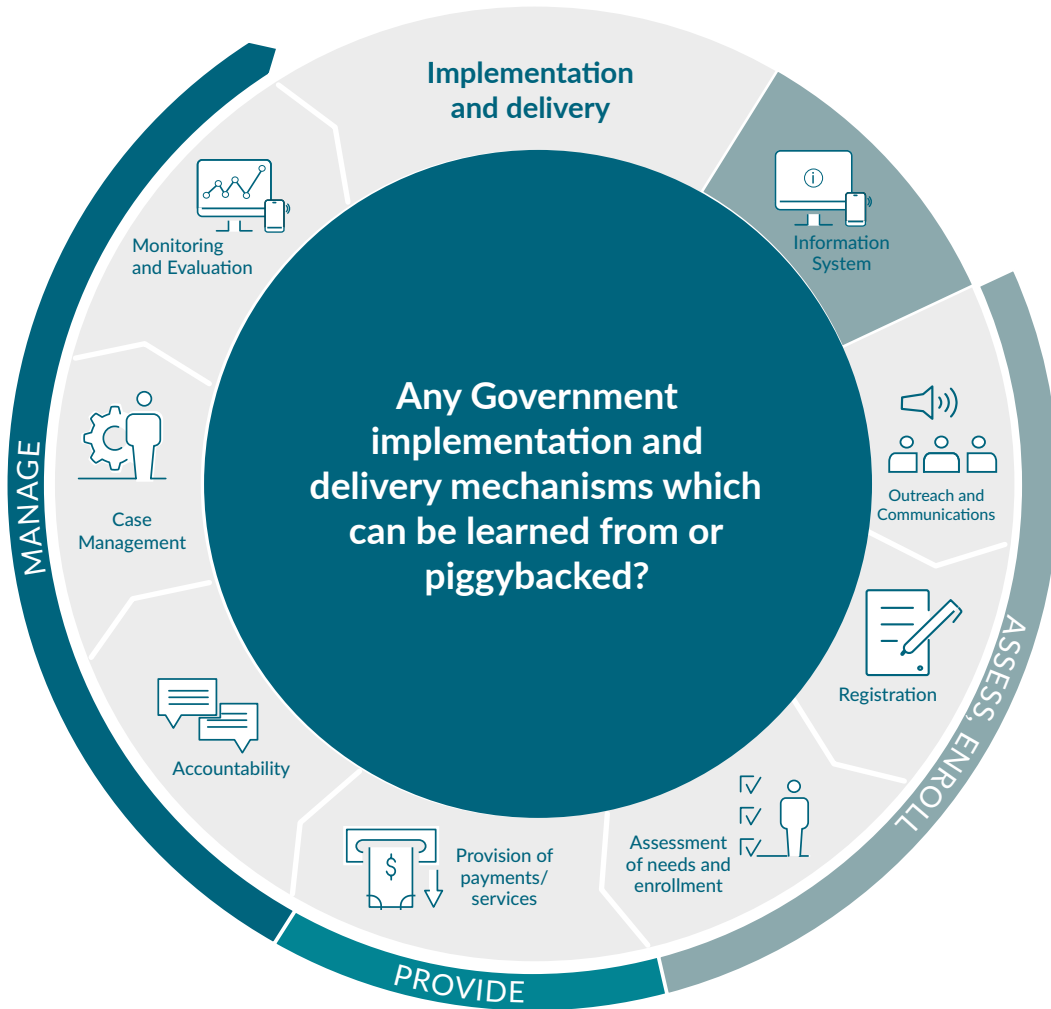 Implementation
and delivery
Information
System
Outreach and
Communications
Registration
Assessment
of needs and
enrollment
Provision of
payments/
services
$
Accountability
Case
Management
Monitoring
and Evaluation
i
Any Government
implementation and
delivery mechanisms which
can be learned from or
piggybacked?
ASSESS, ENROLL
PROVIDE
MANAGE